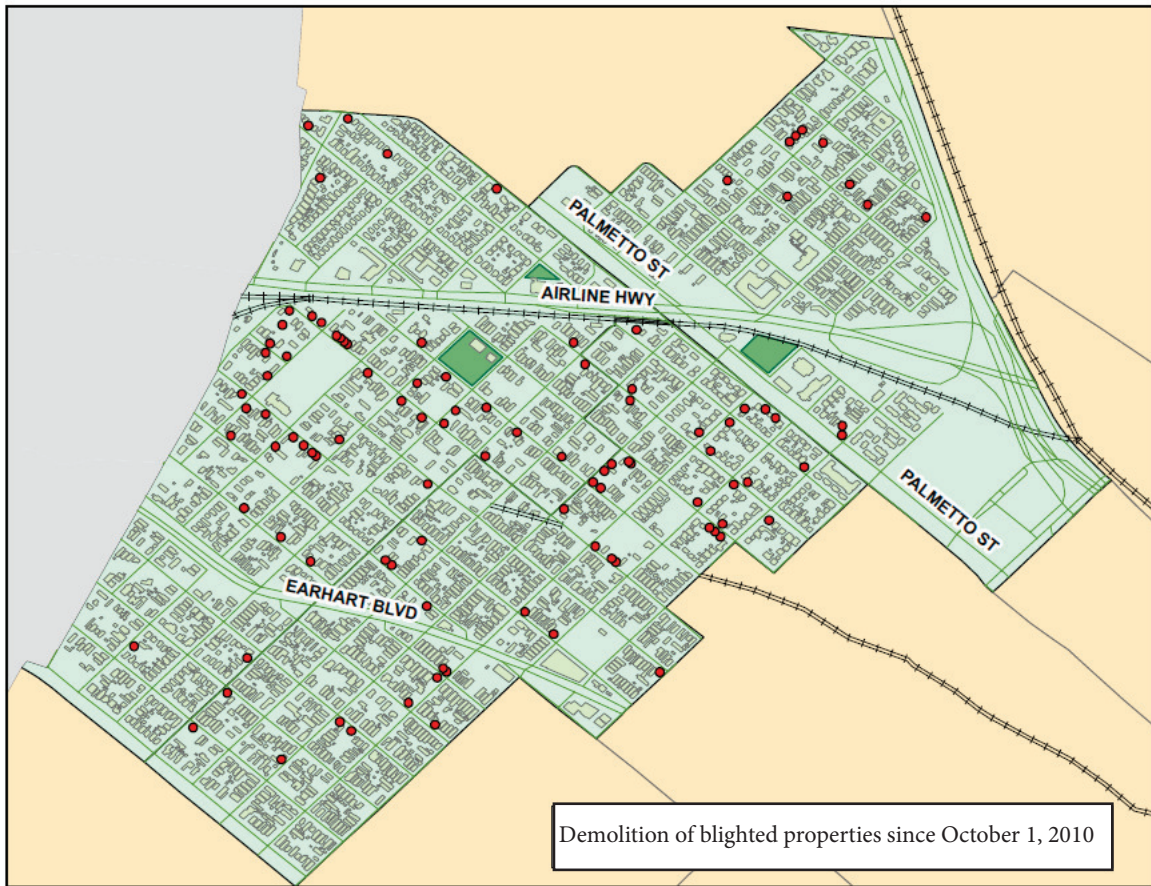 PALMETTO ST
AIRLINE HWY
PALMETTO ST
EARHART BLVD
Demolition of blighted properties since October 1, 2010